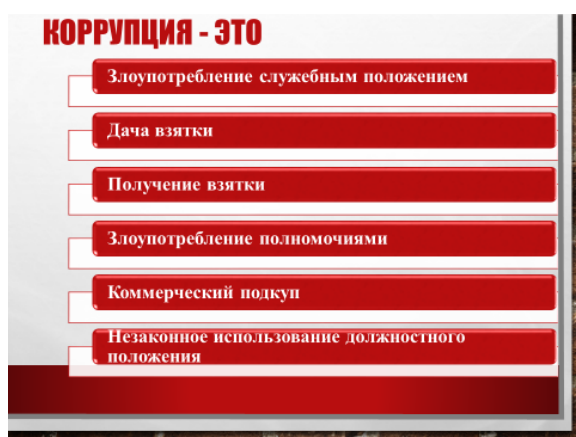 КОРРУПЦИЯ - ЭТО
Злоупотребление служебным положением
Дача взятки
Получение взятки
Злоупотребление полномочиями
Коммерческий подкуп
Незаконное использование должностного
положения